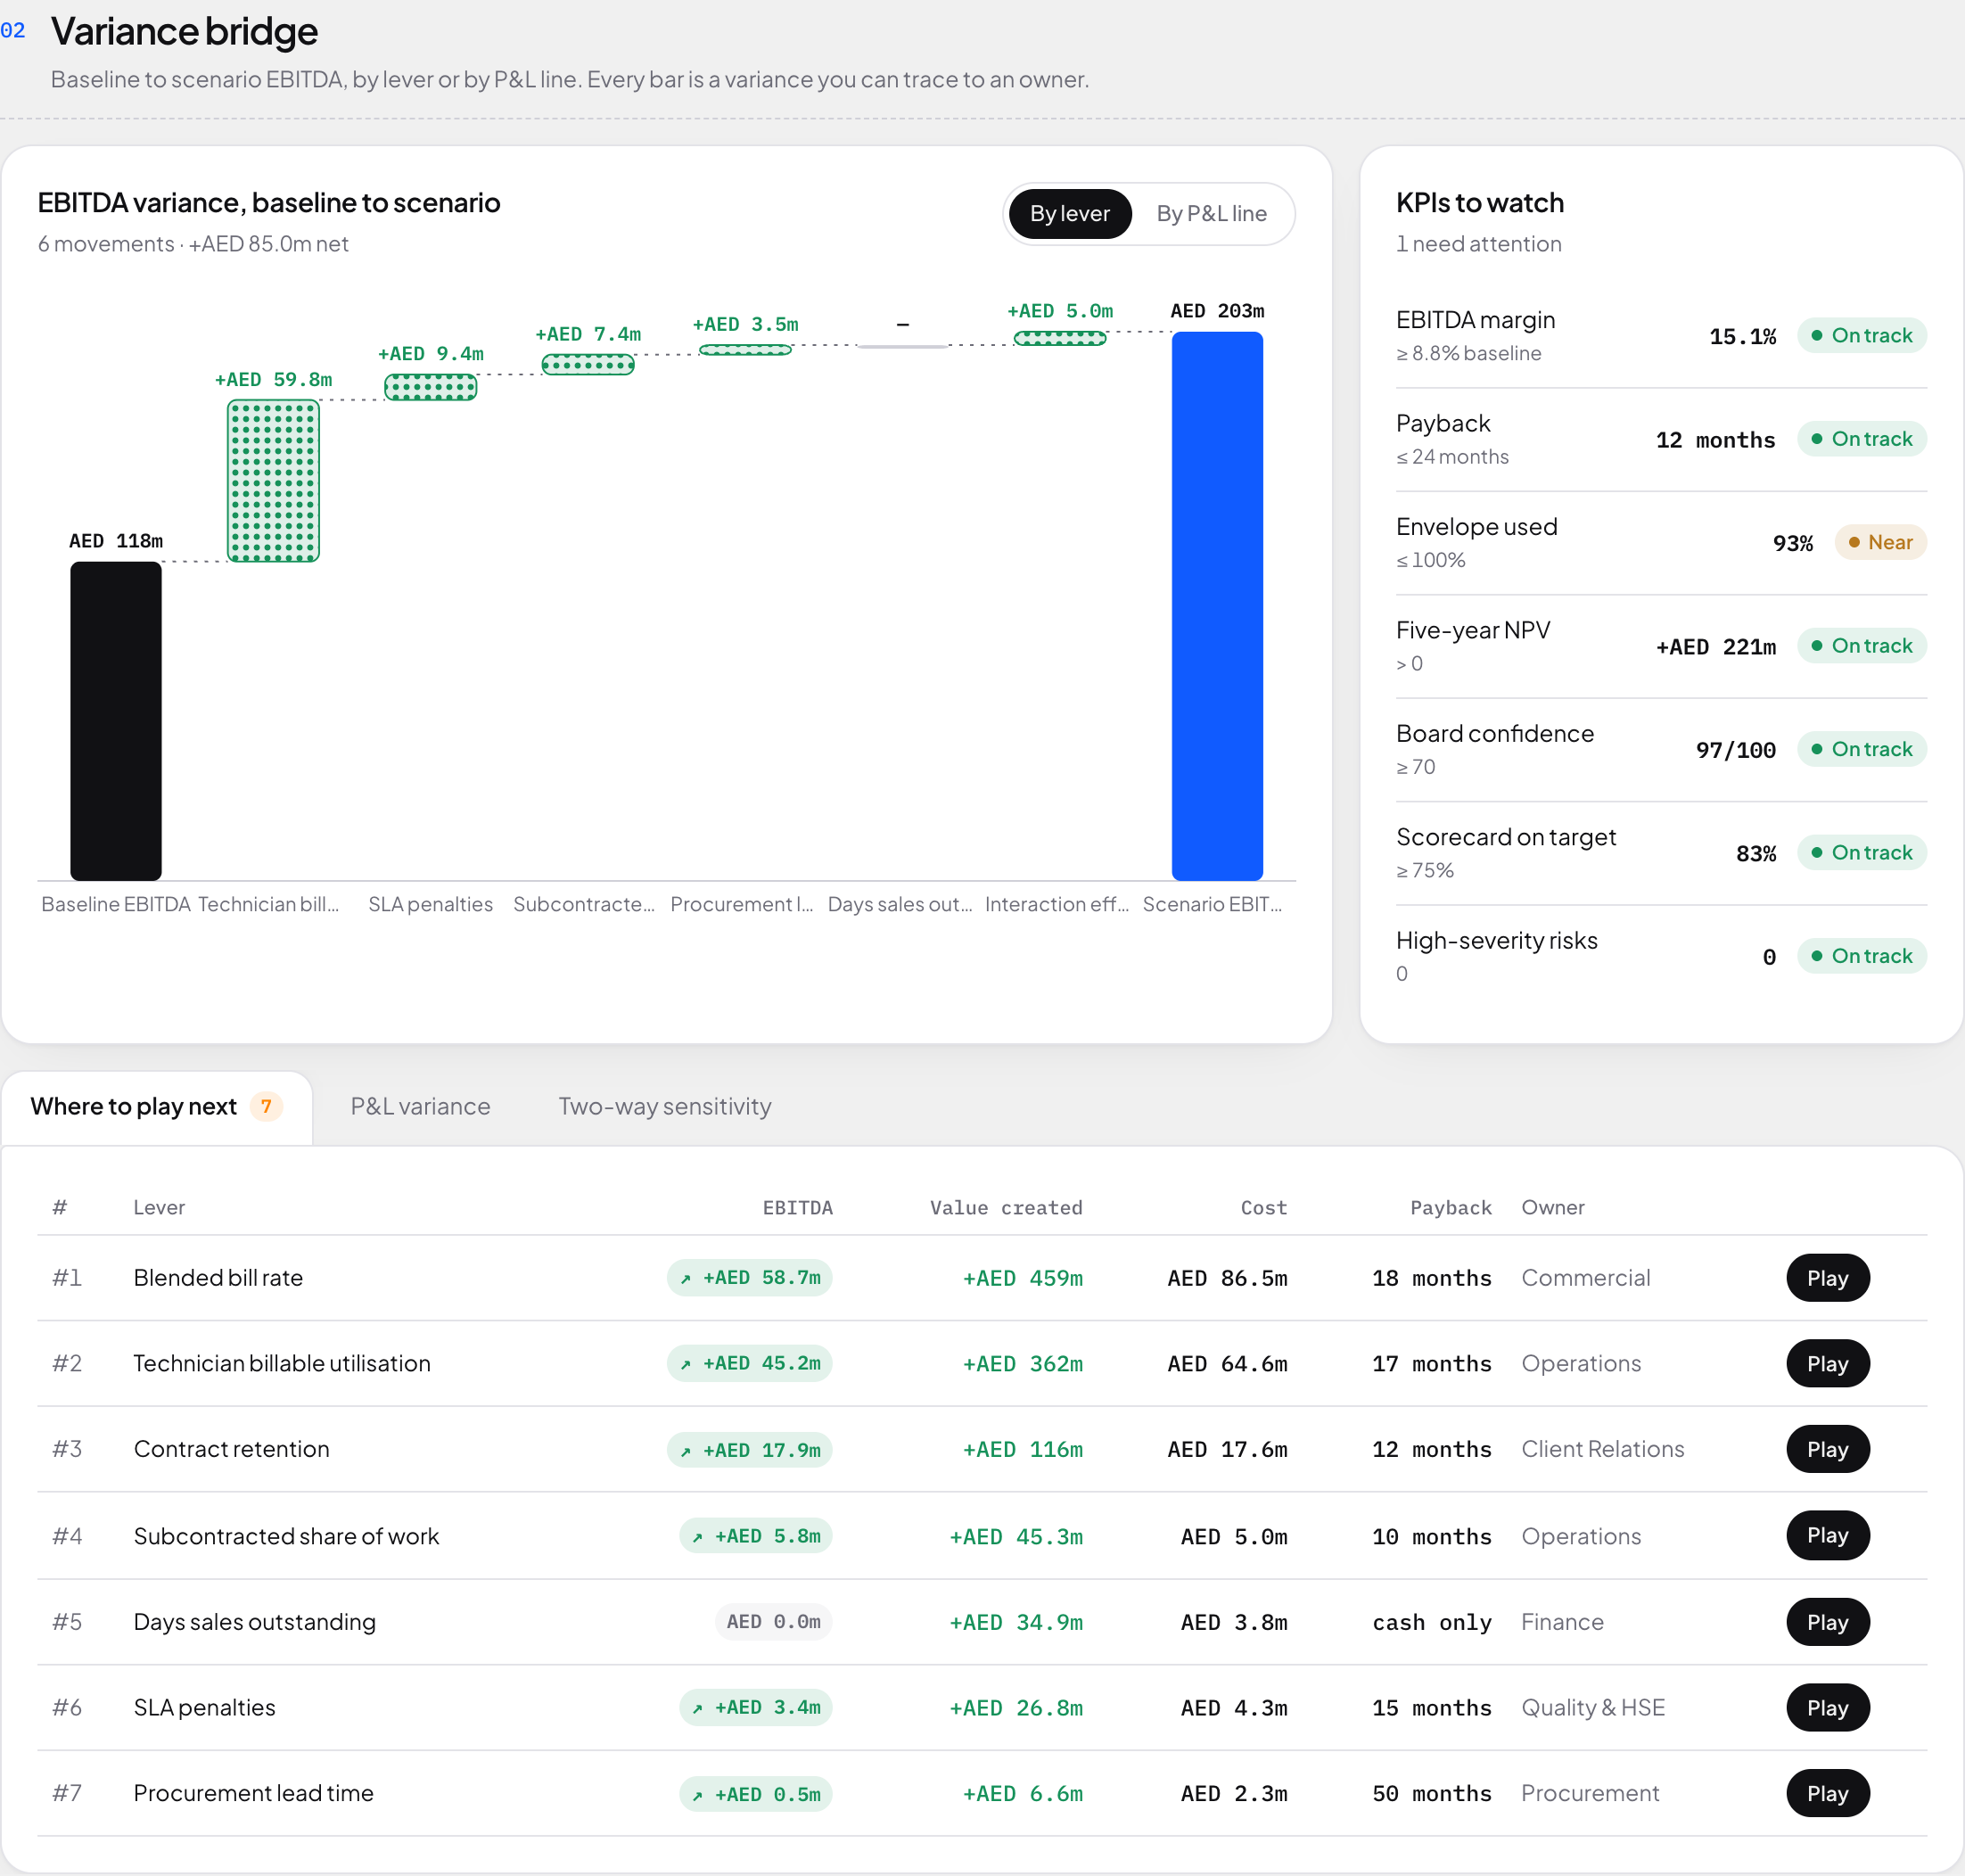 02 Variance bridge
Baseline to scenario EBITDA, by lever or by P&L line. Every bar is a variance you can trace to an owner.
EBITDA variance, baseline to scenario
6 movements · +AED 85.0m net
By lever By P&L line
AED 118m
+AED 59.8m
+AED 9.4m
+AED 7.4m
+AED 3.5m
–
+AED 5.0m
AED 203m
Baseline EBITDA Technician bill... SLA penalties Subcontracte... Procurement l... Days sales out... Interaction eff... Scenario EBIT...
KPIs to watch
1 need attention
EBITDA margin
≥ 8.8% baseline
15.1% On track
Payback
≤ 24 months
12 months On track
Envelope used
≤ 100%
93% Near
Five-year NPV
> 0
+AED 221m On track
Board confidence
≥ 70
97/100 On track
Scorecard on target
≥ 75%
83% On track
High-severity risks
0
0 On track
Where to play next 7 P&L variance Two-way sensitivity
# Lever EBITDA Value created Cost Payback Owner
#1 Blended bill rate ↗ +AED 58.7m +AED 459m AED 86.5m 18 months Commercial Play
#2 Technician billable utilisation ↗ +AED 45.2m +AED 362m AED 64.6m 17 months Operations Play
#3 Contract retention ↗ +AED 17.9m +AED 116m AED 17.6m 12 months Client Relations Play
#4 Subcontracted share of work ↗ +AED 5.8m +AED 45.3m AED 5.0m 10 months Operations Play
#5 Days sales outstanding AED 0.0m +AED 34.9m AED 3.8m cash only Finance Play
#6 SLA penalties ↗ +AED 3.4m +AED 26.8m AED 4.3m 15 months Quality & HSE Play
#7 Procurement lead time ↗ +AED 0.5m +AED 6.6m AED 2.3m 50 months Procurement Play